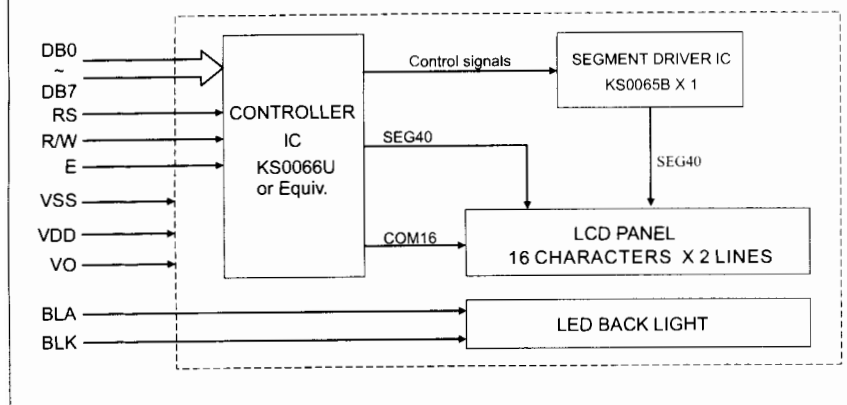 DB0
~
DB7
RS
R/W
E
VSS
VDD
VO
BLA
BLK
CONTROLLER
IC
KS0066U
or Equiv.
Control signals
SEG40
COM16
SEGMENT DRIVER IC
KS0065B X 1
SEG40
LCD PANEL
16 CHARACTERS X 2 LINES
LED BACK LIGHT